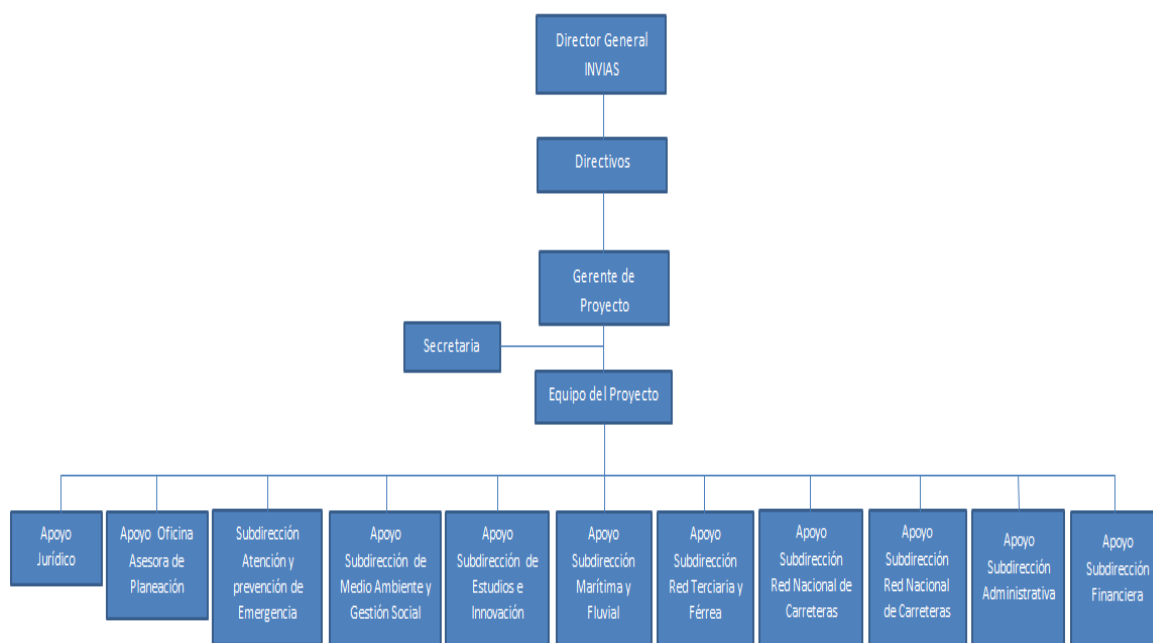 Director General
INVIAS
Directivos
Gerente de
Proyecto
Secretaria
Equipo del Proyecto
Apoyo
Jurídico
Apoyo Oficina
Asesora de
Planeación
Subdirección
Atención y
prevención de
Emergencia
Apoyo
Subdirección de
Medio Ambiente y
Gestión Social
Apoyo
Subdirección de
Estudios e
Innovación
Apoyo
Subdirección
Marítima y
Fluvial
Apoyo
Subdirección
Red Terciaria y
Férrea
Apoyo
Subdirección
Red Nacional de
Carreteras
Apoyo
Subdirección
Red Nacional
de Carreteras
Apoyo
Subdirección
Administrativa
Apoyo
Subdirección
Financiera